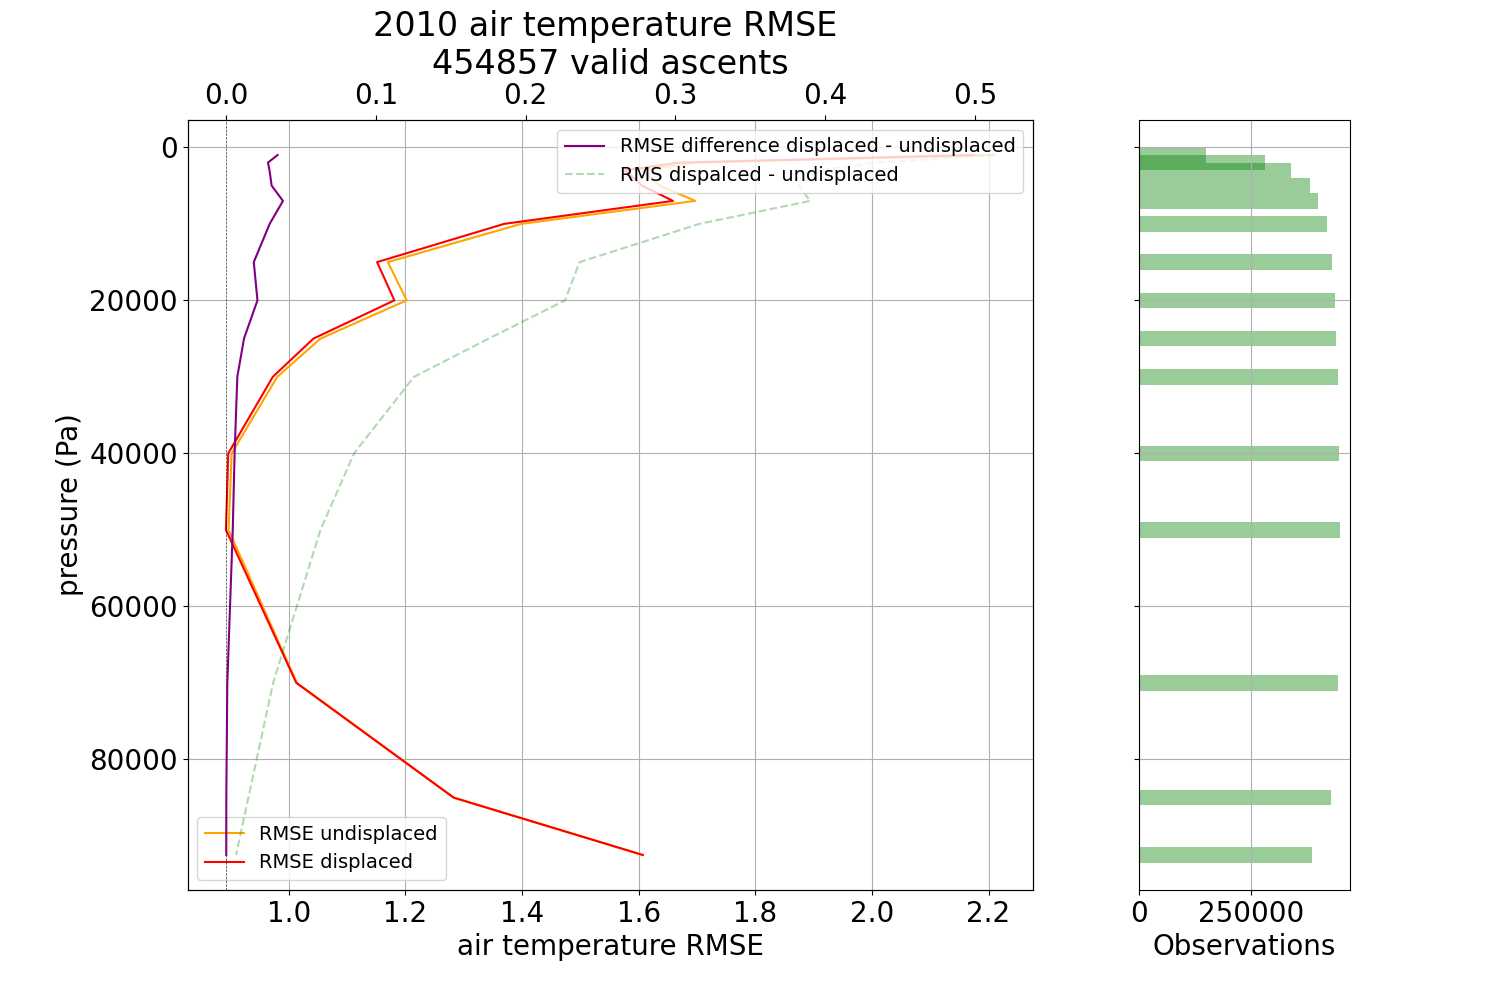 2010 air temperature RMSE
454857 valid ascents
0.0 0.1 0.2 0.3 0.4 0.5
RMSE difference displaced - undisplaced
RMS dispalced - undisplaced
0
20000
40000
60000
80000
pressure (Pa)
RMSE undisplaced
RMSE displaced
1.0 1.2 1.4 1.6 1.8 2.0 2.2
air temperature RMSE
0 250000
Observations